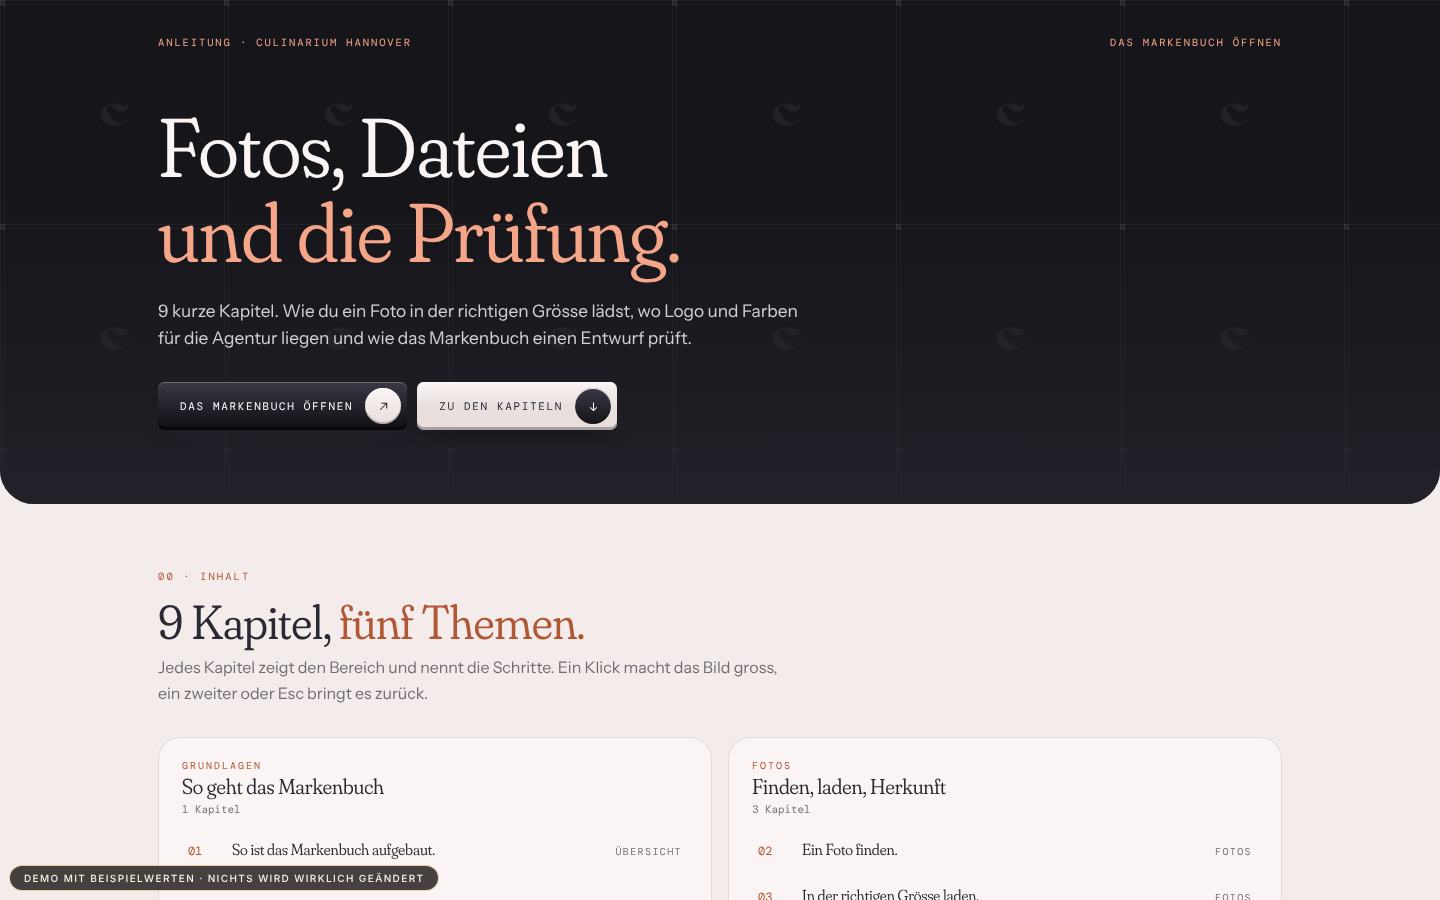 ANLEITUNG · CULINARIUM HANNOVER
DAS MARKENBUCH ÖFFNEN
Fotos, Dateien
und die Prüfung.
9 kurze Kapitel. Wie du ein Foto in der richtigen Grösse lädst, wo Logo und Farben
für die Agentur liegen und wie das Markenbuch einen Entwurf prüft.
DAS MARKENBUCH ÖFFNEN ↗
ZU DEN KAPITELN ↓
00 · INHALT
9 Kapitel, fünf Themen.
Jedes Kapitel zeigt den Bereich und nennt die Schritte. Ein Klick macht das Bild gross,
ein zweiter oder Esc bringt es zurück.
GRUNDLAGEN
So geht das Markenbuch
1 Kapitel
01 So ist das Markenbuch aufgebaut. ÜBERSICHT
FOTOS
Finden, laden, Herkunft
3 Kapitel
02 Ein Foto finden. FOTOS
03 In der richtigen Grösse laden. FOTOS
DEMO MIT BEISPIELWERTEN · NICHTS WIRD WIRKLICH GEÄNDERT